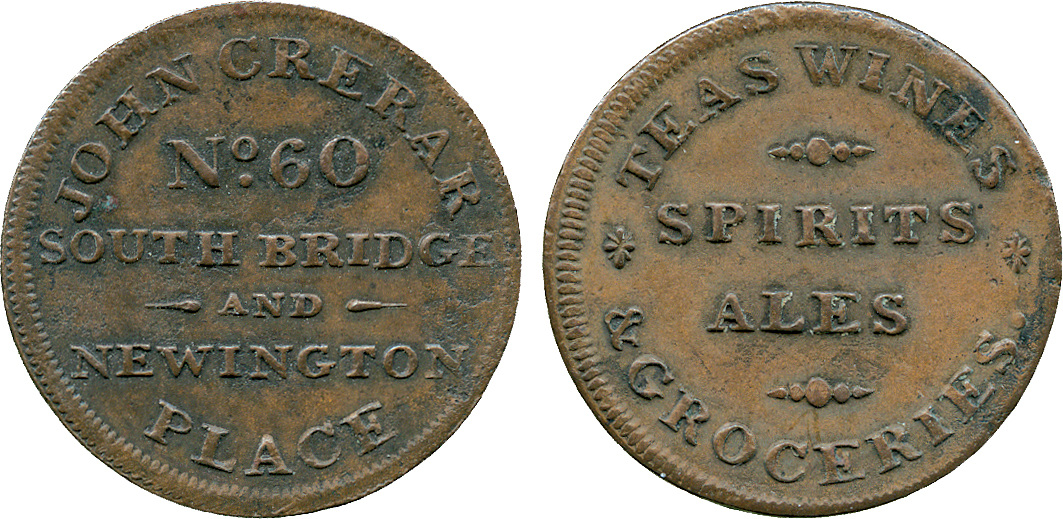 JOHN CRERAR
No. 60
SOUTH BRIDGE
AND
NEWINGTON
PLACE
TEAS WINES
SPIRITS
ALES
& GROCERIES.